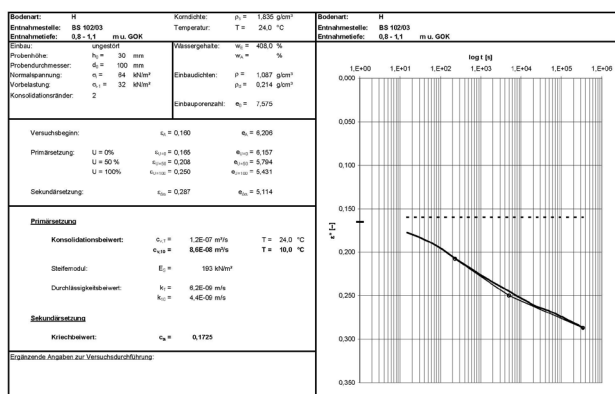 Bodenart: H Korndichte: ρs = 1,835 g/cm³
Entnahmestelle: BS 102/03 Temperatur: T = 24,0 °C
Entnahmetiefe: 0,8 - 1,1 m u. GOK
Einbau: ungestört Wassergehalte: w0 = 408,0 %
Probenhöhe: h0 = 30 mm %
Probendurchmesser: d0 = 100 mm
Normalspannung: 64 kN/m² Einbaudichten: ρ = 1,087 g/cm³
Vorbelastung: 32 kN/m² ρd = 0,214 g/cm³
Konsolidationsränder: 2
Einbauporenzahl: e0 = 7,575
Versuchsbeginn: εA = 0,160 eA = 6,206
Primärsetzung: U = 0% εU=0 = 0,165 eU=0 = 6,157
U = 50 % εU=50 = 0,208 eU=50 = 5,794
U = 100% εU=100 = 0,250 eU=100 = 5,431
Sekundärsetzung: = 0,287 = 5,114
Primärsetzung
Konsolidationsbeiwert: cv,T = 1,2E-07 m²/s T = 24,0 °C
cv,10 = 8,6E-08 m²/s T = 10,0 °C
Steifemodul: 193 kN/m²
Durchlässigkeitsbeiwert: kT = 6,2E-09 m/s
k10 = 4,4E-09 m/s
Sekundärsetzung
Kriechbeiwert: 0,1725
Ergänzende Angaben zur Versuchsdurchführung:
Bodenart: H
Entnahmestelle: BS 102/03
Entnahmetiefe: 0,8 - 1,1 m u. GOK
log t [s]
1,E+00 1,E+01 1,E+02 1,E+03 1,E+04 1,E+05 1,E+06
0,000
0,050
0,100
0,150
0,200
0,250
0,300
0,350